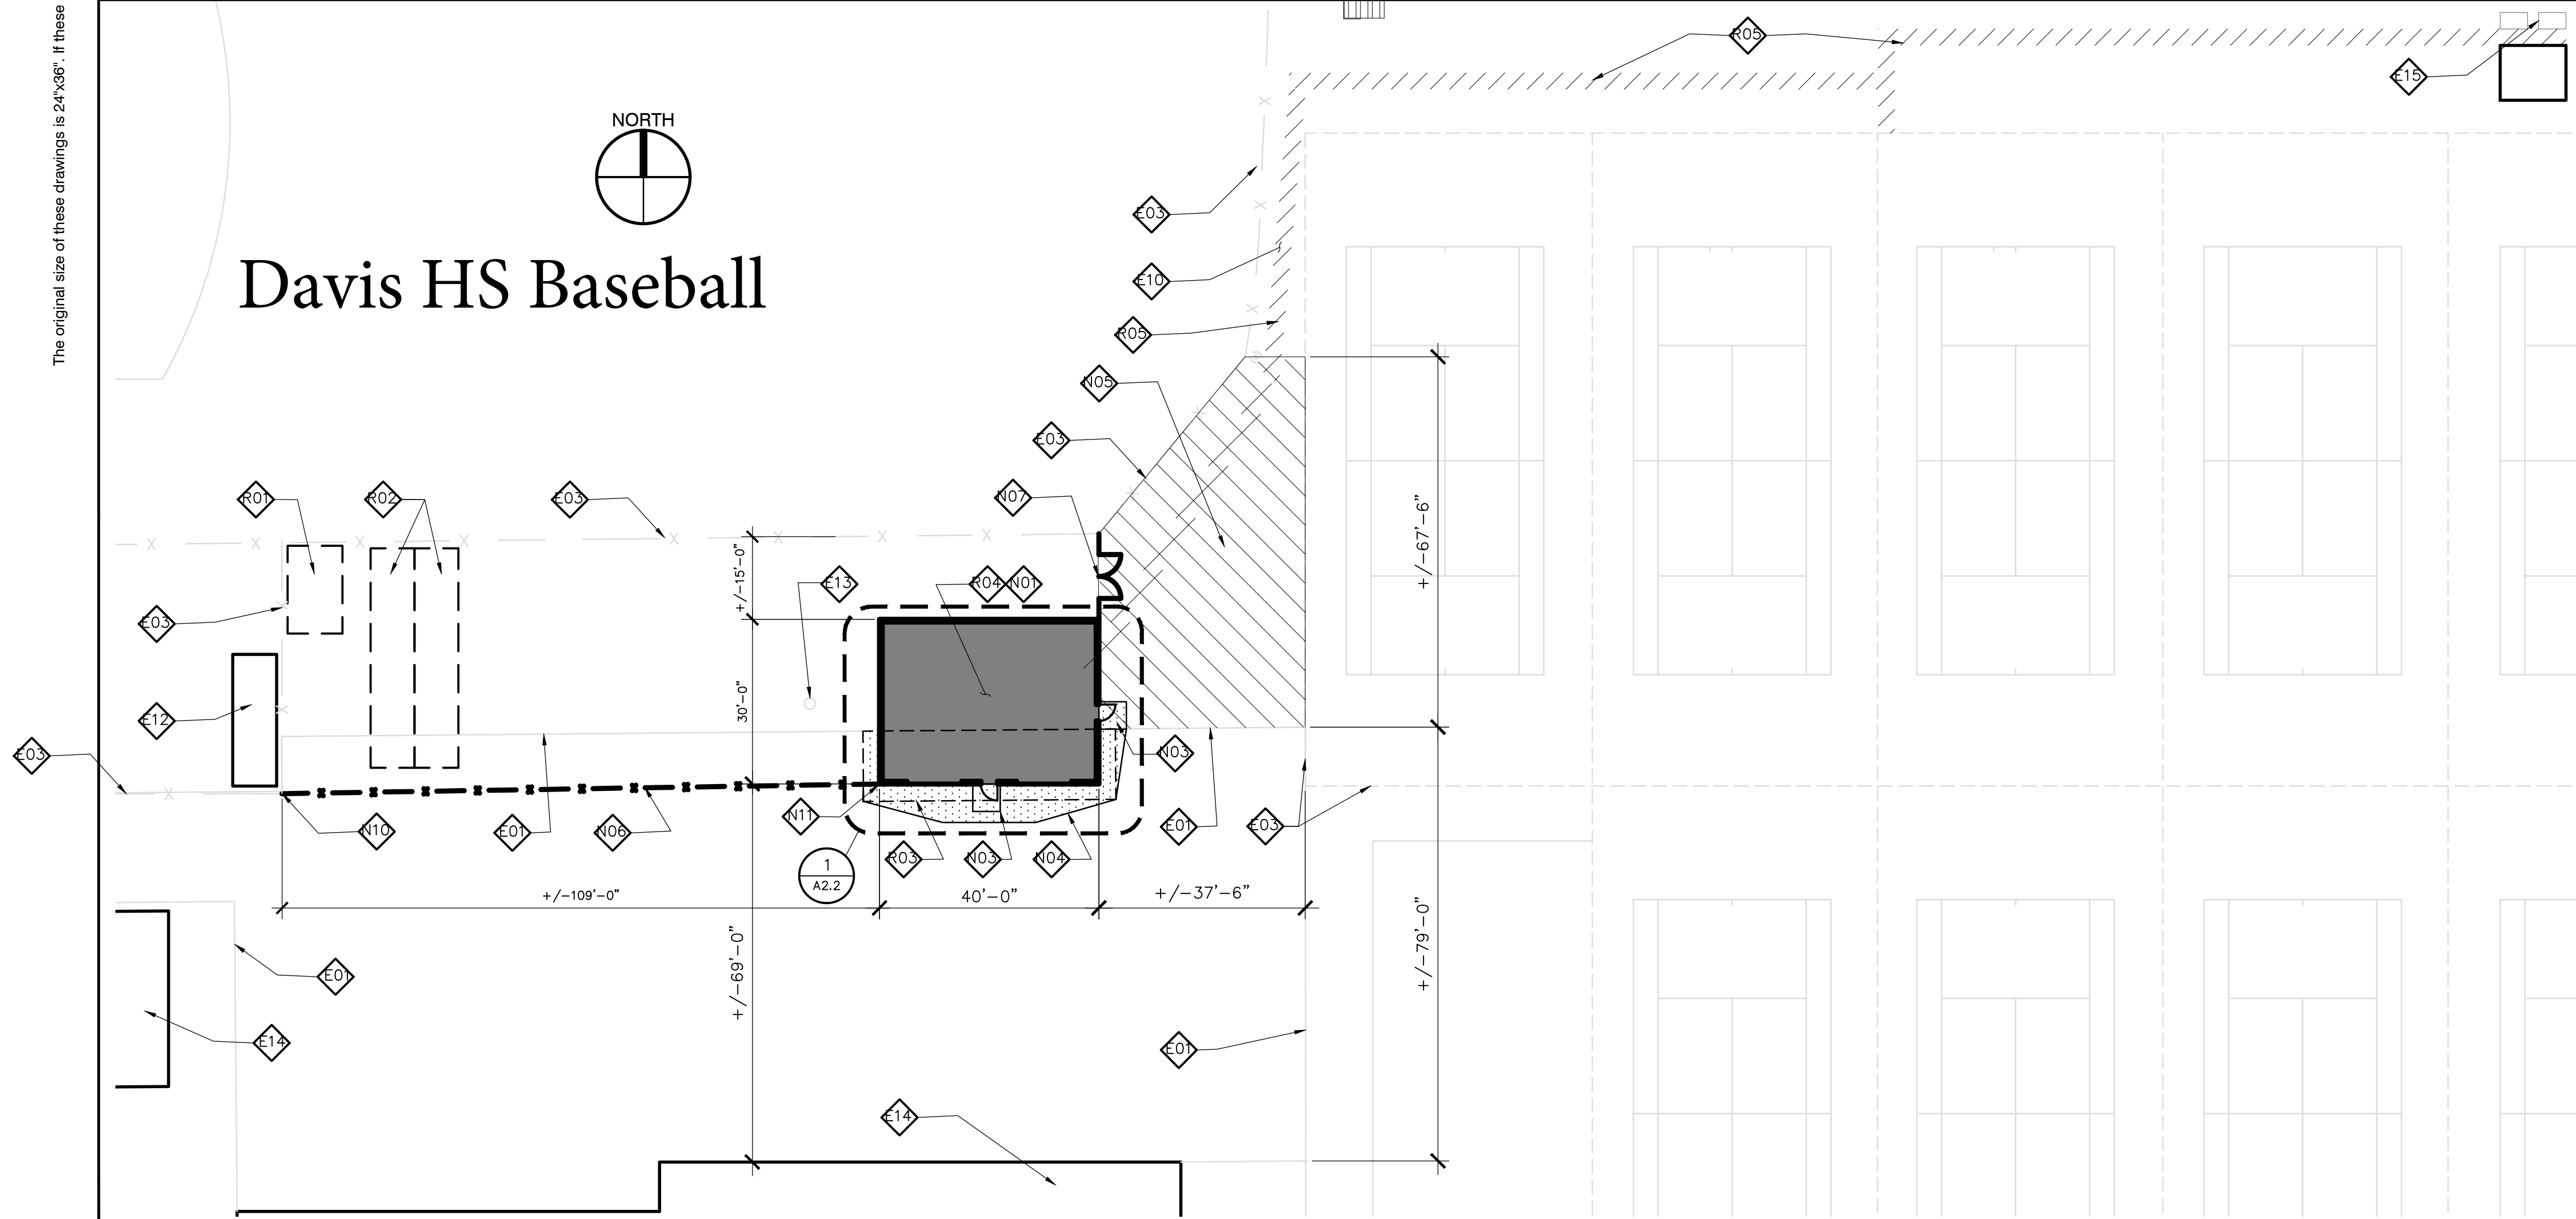 The original size of these drawings is 24"x36". If these
NORTH
Davis HS Baseball
R05
E15
E03
E10
R05
N05
E03
N07
R01
R02
E03
+/-15'-0"
E13
R04
N01
+/-67'-6"
E03
30'-0"
E12
E03
N03
N10
E01
N06
N11
E01
E03
1
A2.2
R03
N03
N04
+/-109'-0"
40'-0"
+/-37'-6"
+/-69'-0"
+/-79'-0"
E01
E14
E01
E14